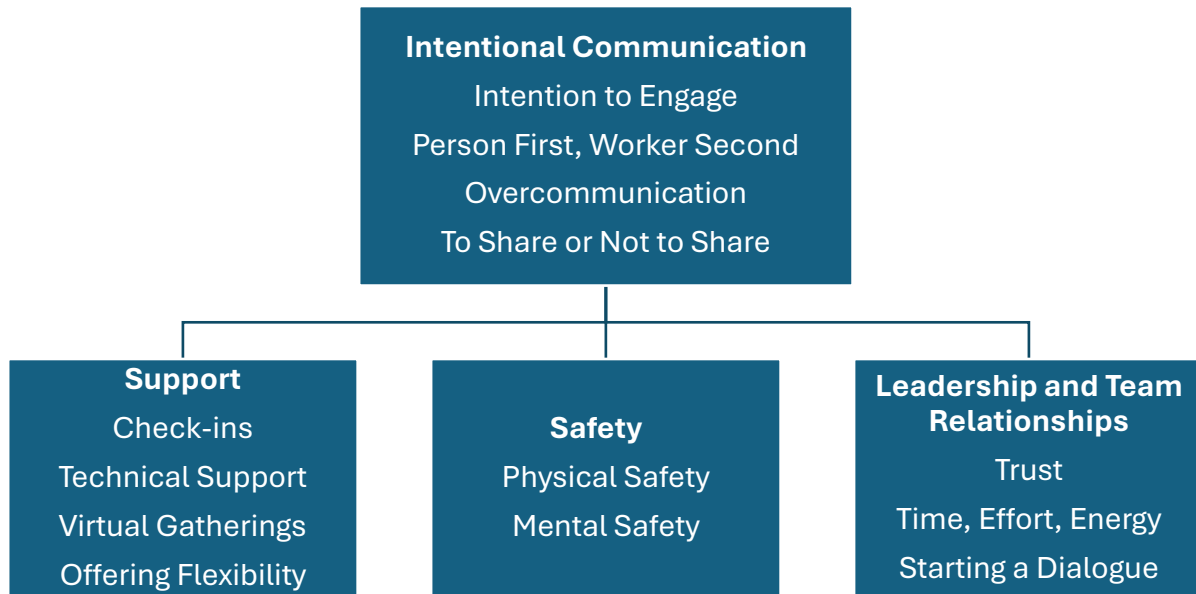 Intentional Communication
Intention to Engage
Person First, Worker Second
Overcommunication
To Share or Not to Share
Support
Check-ins
Technical Support
Virtual Gatherings
Offering Flexibility
Safety
Physical Safety
Mental Safety
Leadership and Team
Relationships
Trust
Time, Effort, Energy
Starting a Dialogue